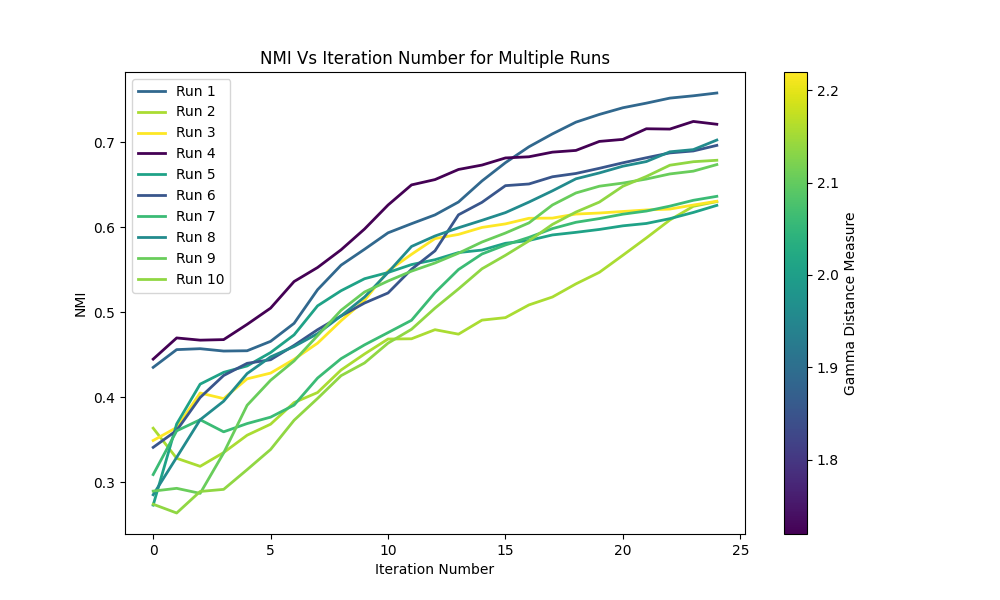 NMI Vs Iteration Number for Multiple Runs
Run 1
Run 2
Run 3
Run 4
Run 5
Run 6
Run 7
Run 8
Run 9
Run 10
NMI
0.7
0.6
0.5
0.4
0.3
0 5 10 15 20 25
Iteration Number
2.2
2.1
2.0
1.9
1.8
Gamma Distance Measure